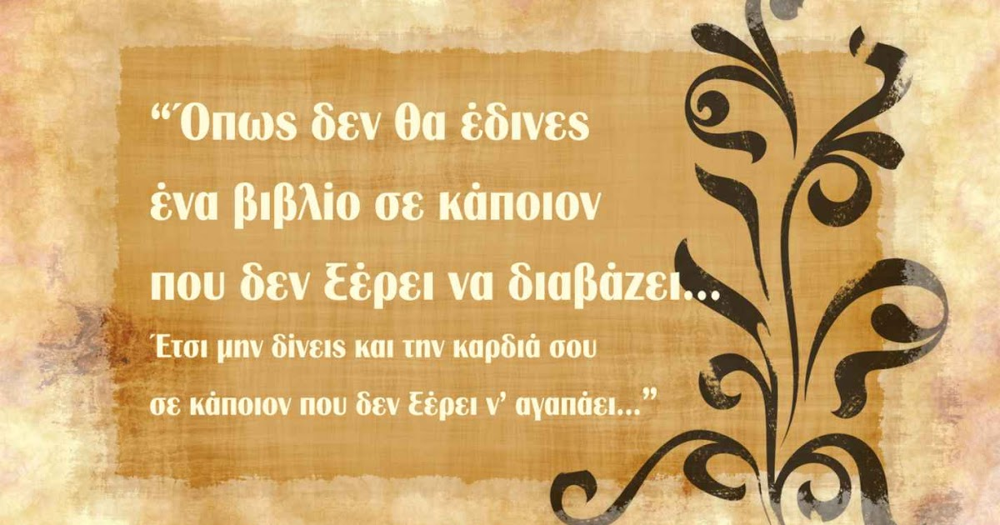 “Όπως δεν θα έδινες
ένα βιβλίο σε κάποιον
που δεν ξέρει να διαβάζει...
Έτσι μην δίνεις και την καρδιά σου
σε κάποιον που δεν ξέρει ν’ αγαπάει...”